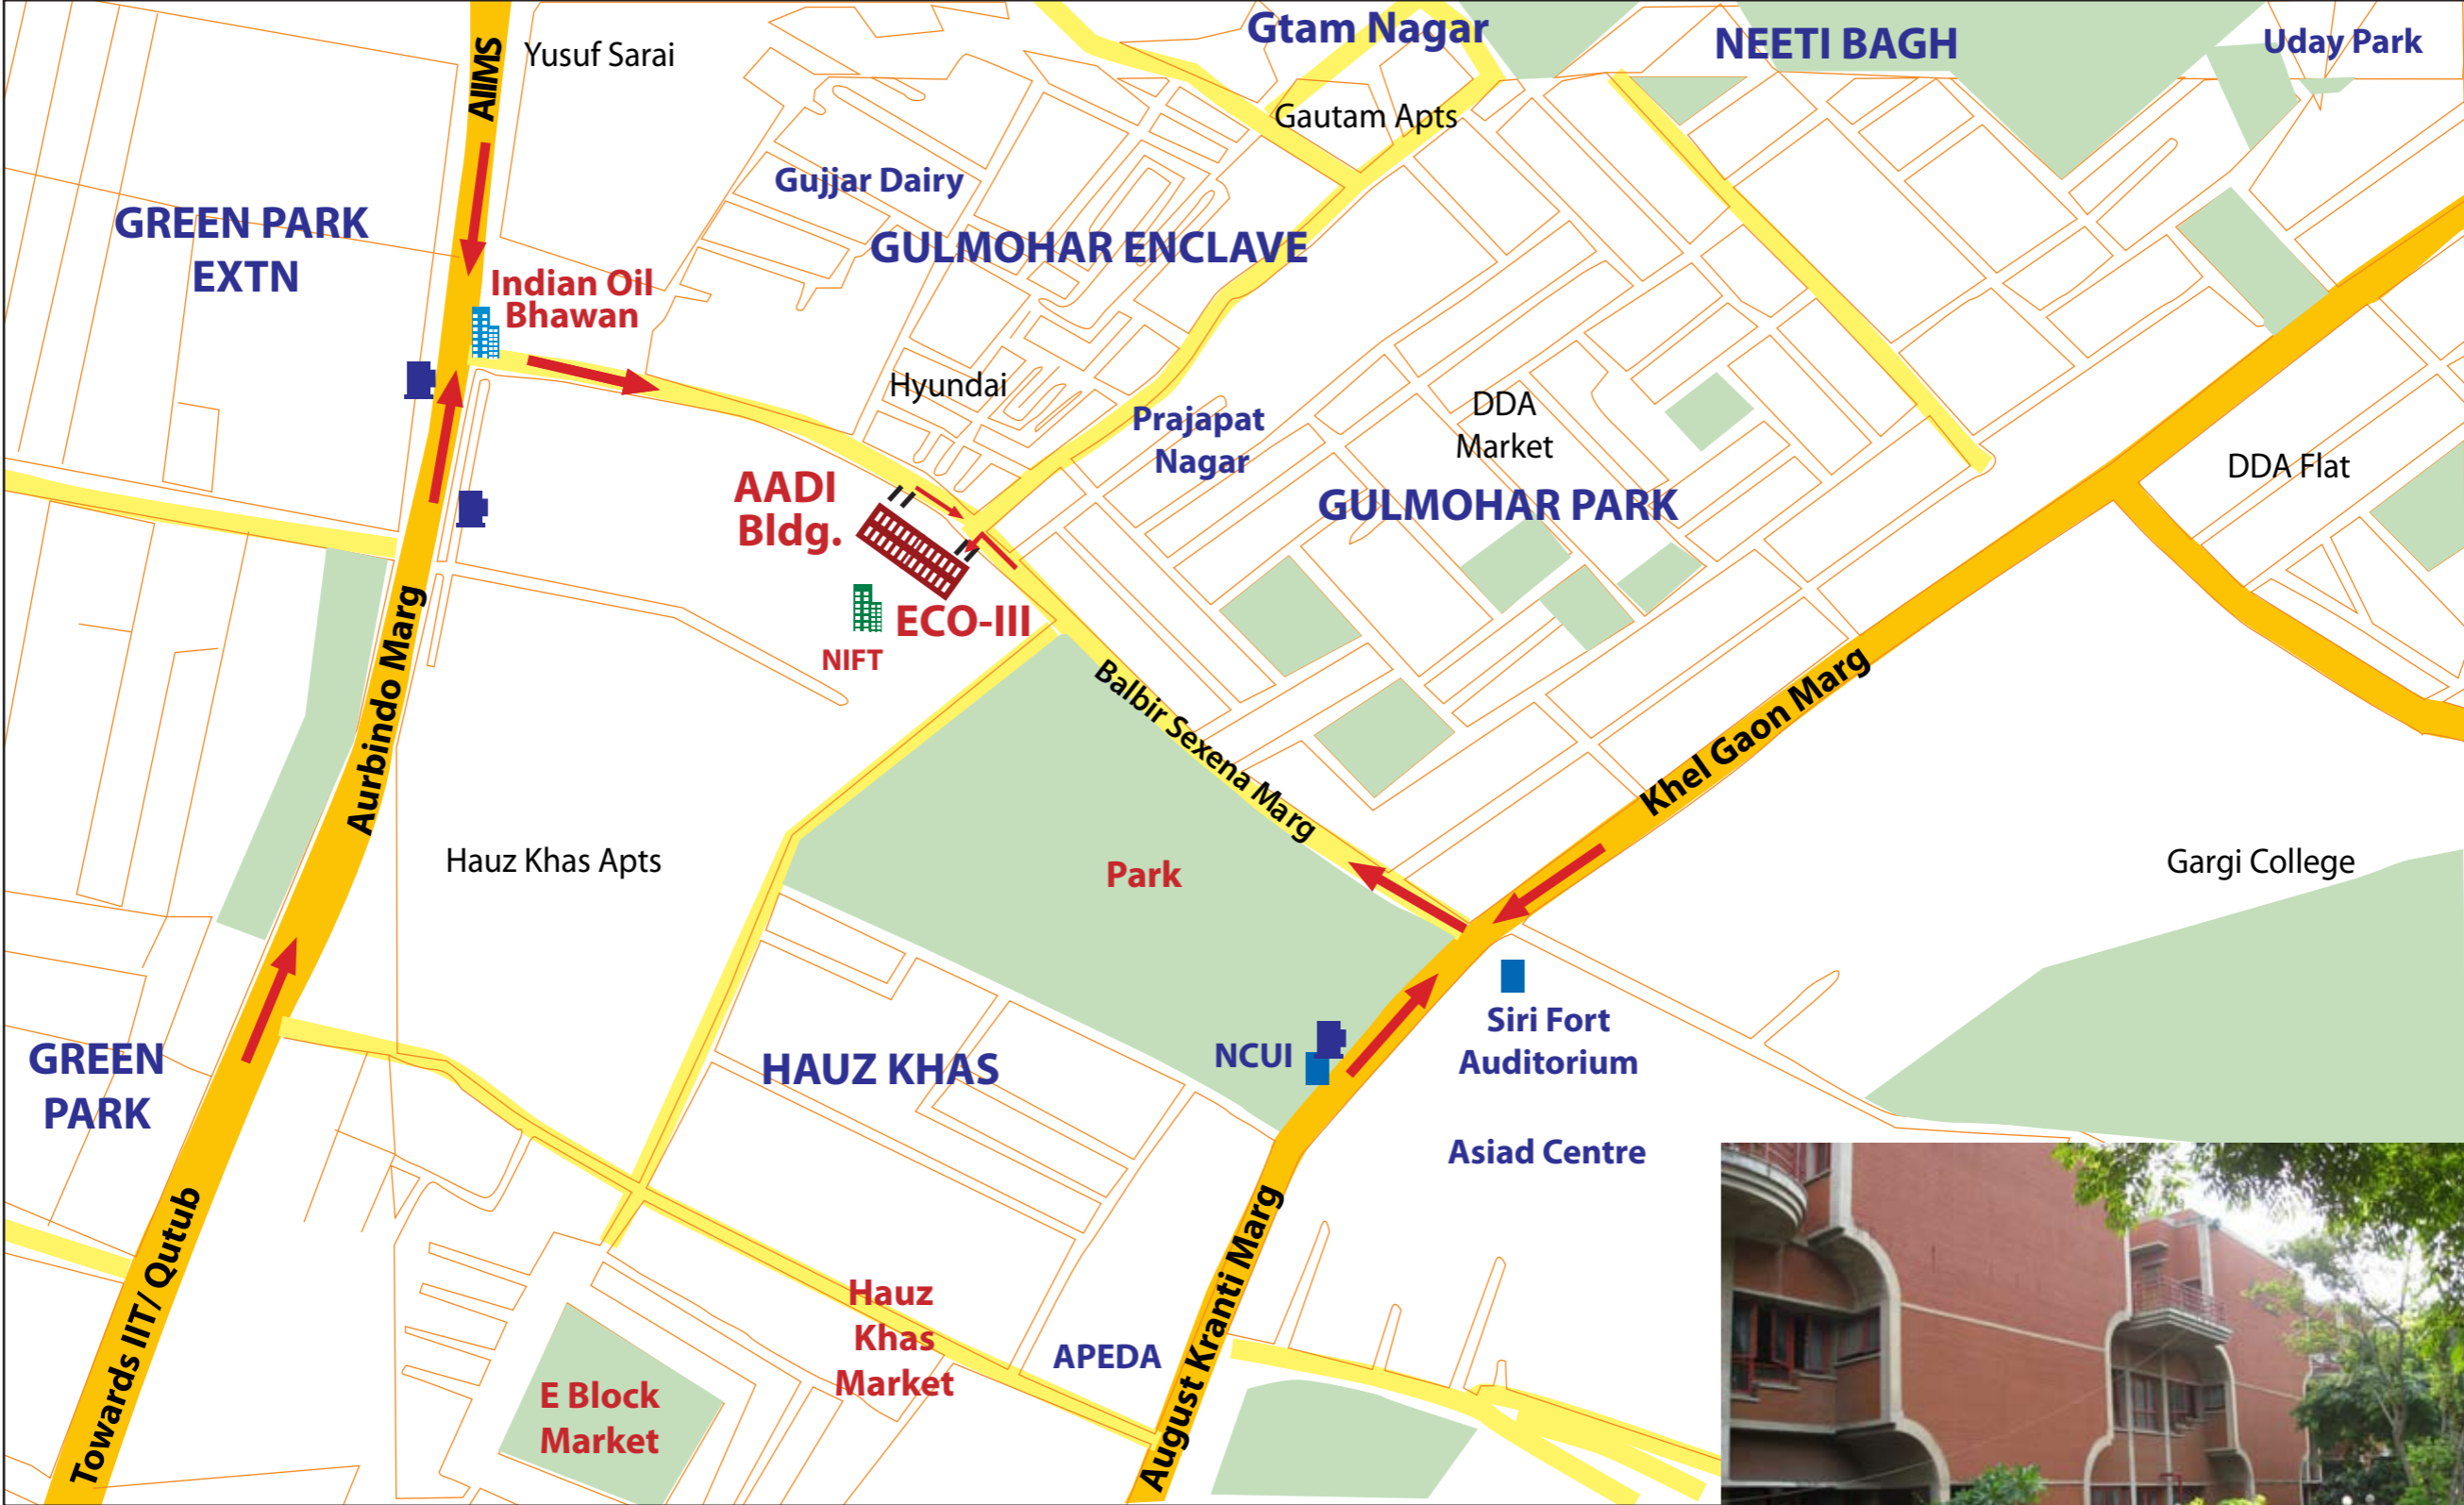 Gtam Nagar
NEETI BAGH
Uday Park
AIIMS
Yusuf Sarai
Gautam Apts
Gujjar Dairy
GREEN PARK
EXTN
GULMOHAR ENCLAVE
Indian Oil
Bhawan
Hyundai
Prajapat
Nagar
DDA
Market
DDA Flat
AADI
Bldg.
GULMOHAR PARK
ECO-III
NIFT
Aurbindo Marg
Balbir Sexena Marg
Khel Gaon Marg
Hauz Khas Apts
Park
Gargi College
GREEN
PARK
HAUZ KHAS
NCUI
Siri Fort
Auditorium
Asiad Centre
Towards IIT/ Qutub
August Kranti Marg
Hauz
Khas
Market
APEDA
E Block
Market